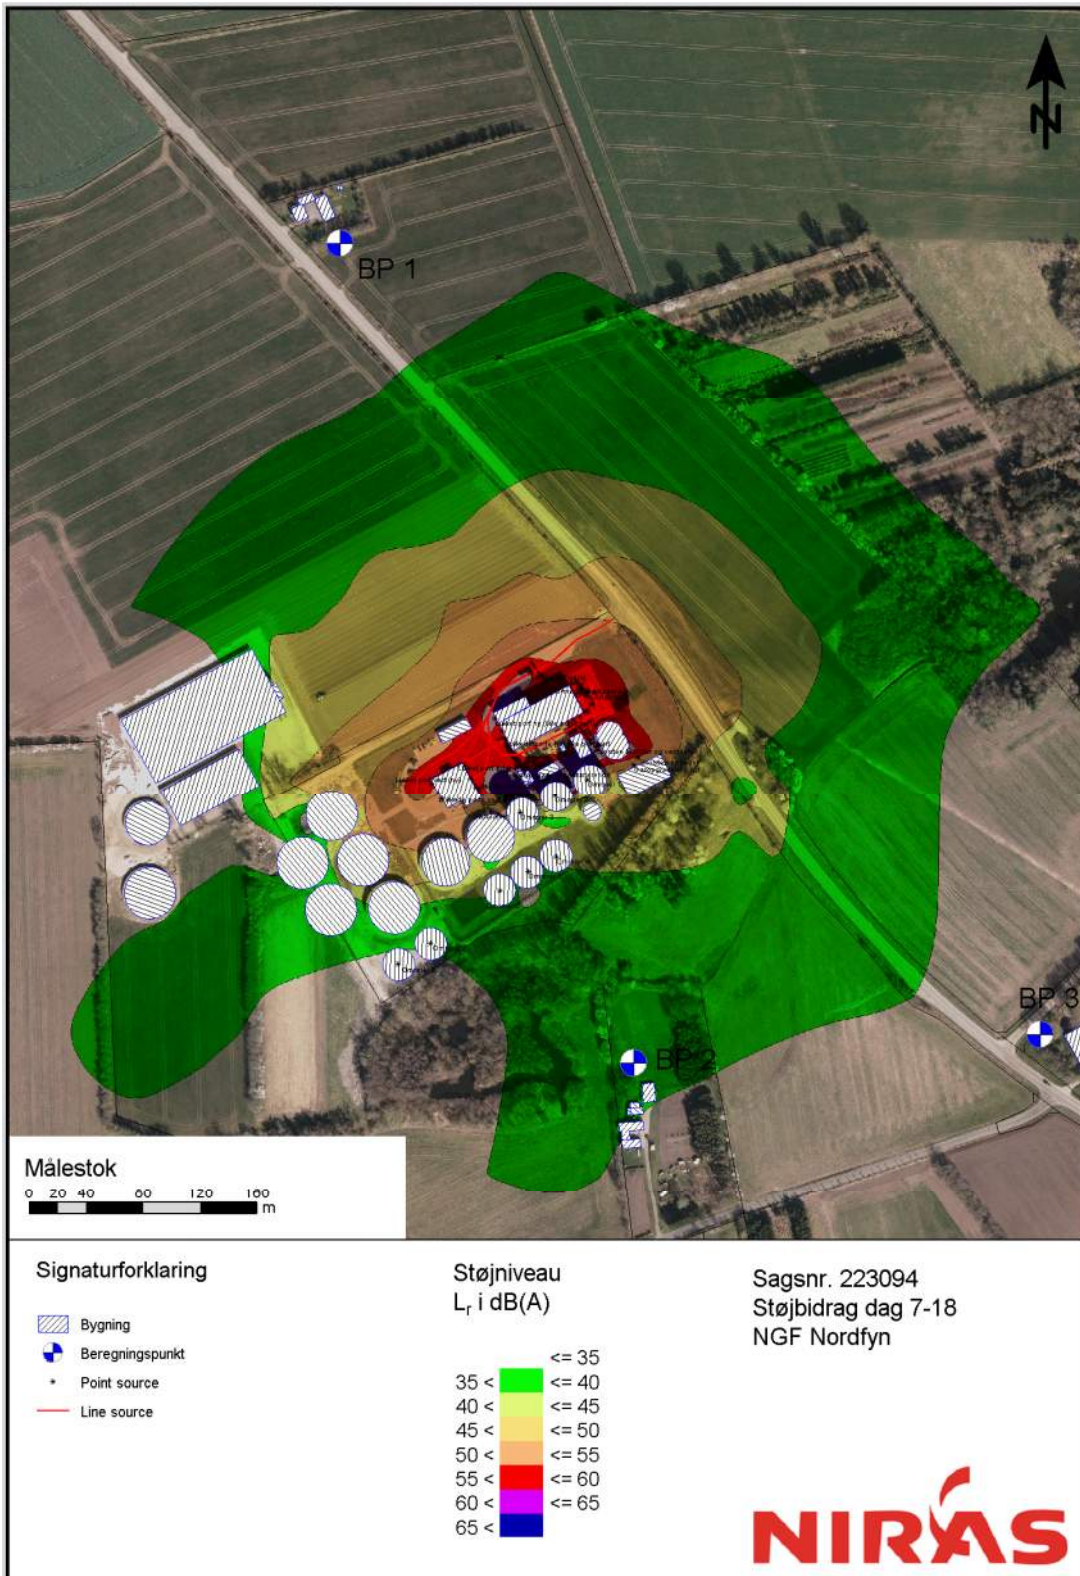 N
BP 1
BP 3
BP 2
Målestok
0 20 40 80 120 160
m
Signaturforklaring
Bygning
Beregningspunkt
Point source
Line source
Støjniveau
Lr i dB(A)
<= 35
35 < <= 40
40 < <= 45
45 < <= 50
50 < <= 55
55 < <= 60
60 < <= 65
65 <
Sagsnr. 223094
Støjbidrag dag 7-18
NGF Nordfyn
NIRAS